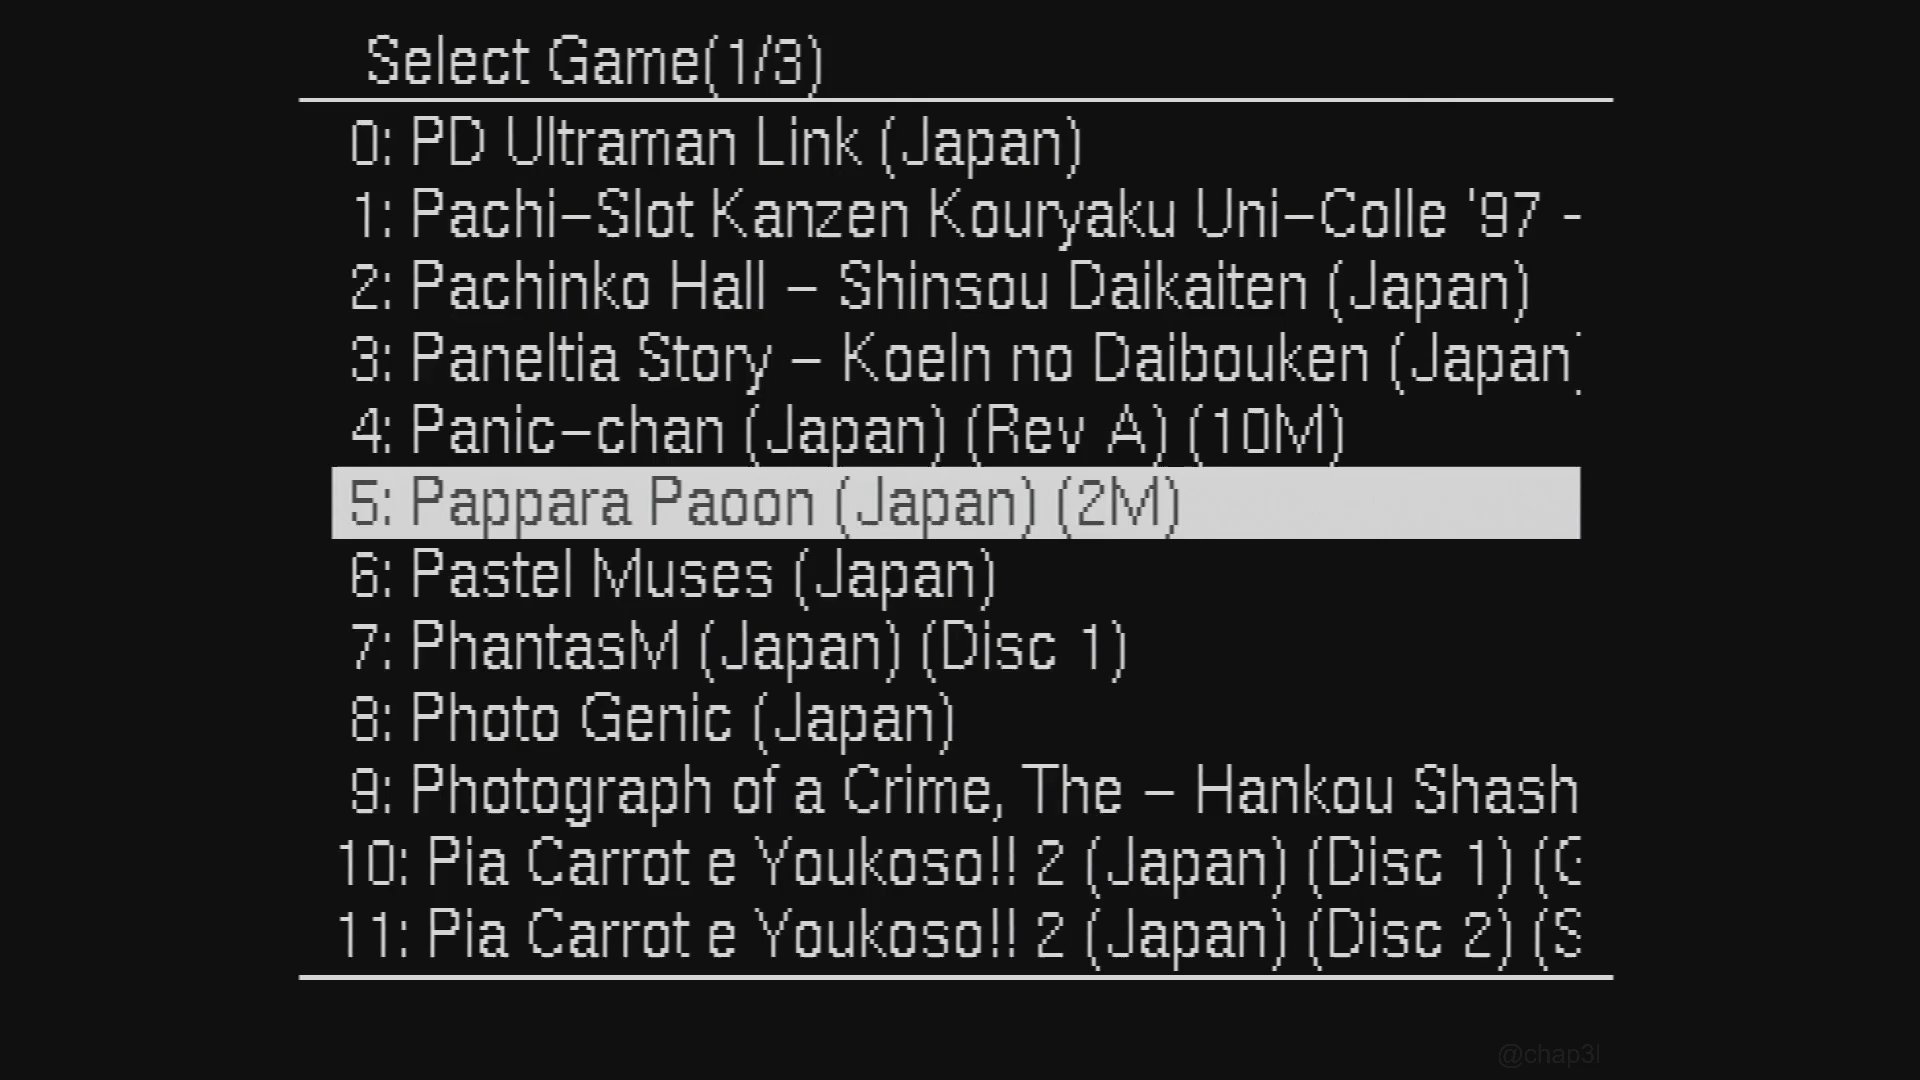 Select Game(1/3)
0: PD Ultraman Link (Japan)
1: Pachi-Slot Kanzen Kouryaku Uni-Colle '97 -
2: Pachinko Hall - Shinsou Daikaiten (Japan)
3: Paneltia Story - Koeln no Daibouken (Japan)
4: Panic-chan (Japan) (Rev A) (10M)
5: Pappara Paoon (Japan) (2M)
6: Pastel Muses (Japan)
7: PhantasM (Japan) (Disc 1)
8: Photo Genic (Japan)
9: Photograph of a Crime, The - Hankou Shash
10: Pia Carrot e Youkoso!! 2 (Japan) (Disc 1) (G
11: Pia Carrot e Youkoso!! 2 (Japan) (Disc 2) (S
@chap3l